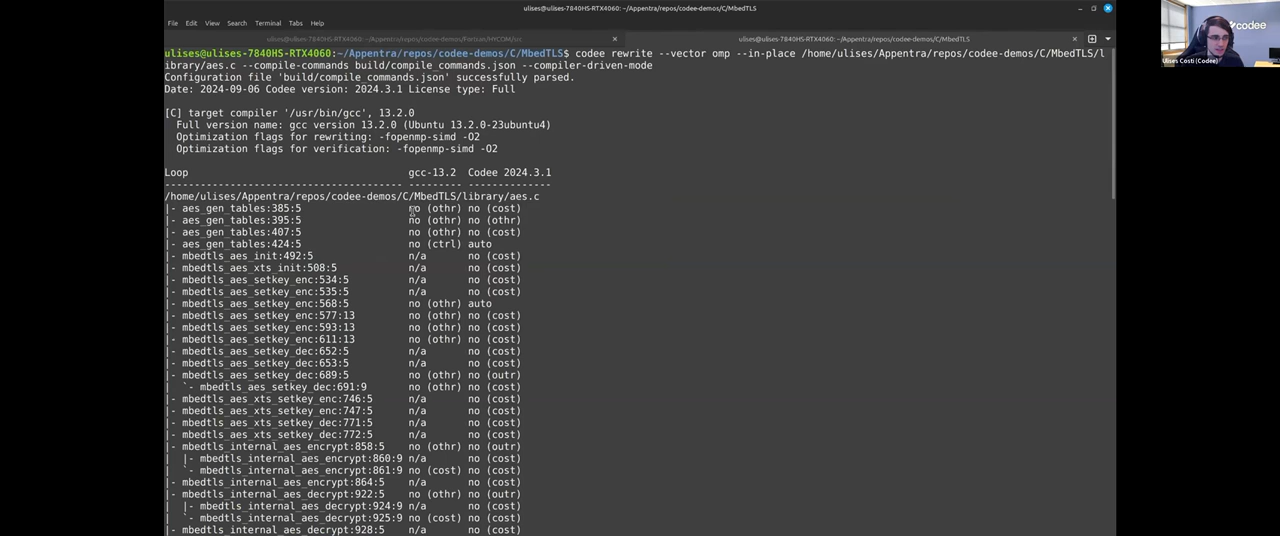 ulises@ulises-7840HS-RTX4060: ~/Appentra/repos/codee-demos/C/MbedTLS
File Edit View Search Terminal Tabs Help
ulises@ulises-7840HS-RTX4060: ~/Appentra/repos/codee-demos/C/MbedTLS
ulises@ulises-7840HS-RTX4060:~/Appentra/repos/codee-demos/C/MbedTLS$ codee rewrite --vector omp --in-place /home/ulises/Appentra/repos/codee-demos/C/MbedTLS/l
ibrary/aes.c --compile-commands build/compile_commands.json --compiler-driven-mode
Configuration file 'build/compile_commands.json' successfully parsed.
Date: 2024-09-06 Codee version: 2024.3.1 License type: Full
[C] target compiler '/usr/bin/gcc', 13.2.0
Full version name: gcc version 13.2.0 (Ubuntu 13.2.0-23ubuntu4)
Optimization flags for rewriting: -fopenmp-simd -O2
Optimization flags for verification: -fopenmp-simd -O2
Loop gcc-13.2 Codee 2024.3.1
---------------------------------------- --------- --------------
/home/ulises/Appentra/repos/codee-demos/C/MbedTLS/library/aes.c
|- aes_gen_tables:385:5 no (othr) no (cost)
|- aes_gen_tables:395:5 no (othr) no (othr)
|- aes_gen_tables:407:5 no (othr) no (cost)
|- aes_gen_tables:424:5 no (ctrl) auto
|- mbedtls_aes_init:492:5 n/a no (cost)
|- mbedtls_aes_xts_init:508:5 n/a no (cost)
|- mbedtls_aes_setkey_enc:534:5 n/a no (cost)
|- mbedtls_aes_setkey_enc:535:5 n/a no (cost)
|- mbedtls_aes_setkey_enc:568:5 no (othr) auto
|- mbedtls_aes_setkey_enc:577:13 no (othr) no (cost)
|- mbedtls_aes_setkey_enc:593:13 no (othr) no (cost)
|- mbedtls_aes_setkey_enc:611:13 no (othr) no (cost)
|- mbedtls_aes_setkey_dec:652:5 n/a no (cost)
|- mbedtls_aes_setkey_dec:653:5 n/a no (cost)
|- mbedtls_aes_setkey_dec:689:5 no (othr) no (outr)
| `- mbedtls_aes_setkey_dec:691:9 no (othr) no (cost)
|- mbedtls_aes_xts_setkey_enc:746:5 n/a no (cost)
|- mbedtls_aes_xts_setkey_enc:747:5 n/a no (cost)
|- mbedtls_aes_xts_setkey_dec:771:5 n/a no (cost)
|- mbedtls_aes_xts_setkey_dec:772:5 n/a no (cost)
|- mbedtls_internal_aes_encrypt:858:5 no (othr) no (outr)
| |- mbedtls_internal_aes_encrypt:860:9 n/a no (cost)
| `- mbedtls_internal_aes_encrypt:861:9 no (cost) no (cost)
|- mbedtls_internal_aes_encrypt:864:5 n/a no (cost)
|- mbedtls_internal_aes_decrypt:922:5 no (othr) no (outr)
| |- mbedtls_internal_aes_decrypt:924:9 n/a no (cost)
| `- mbedtls_internal_aes_decrypt:925:9 no (cost) no (cost)
|- mbedtls_internal_aes_decrypt:928:5 n/a no (cost)
codee
Ulises Costi (Codee)